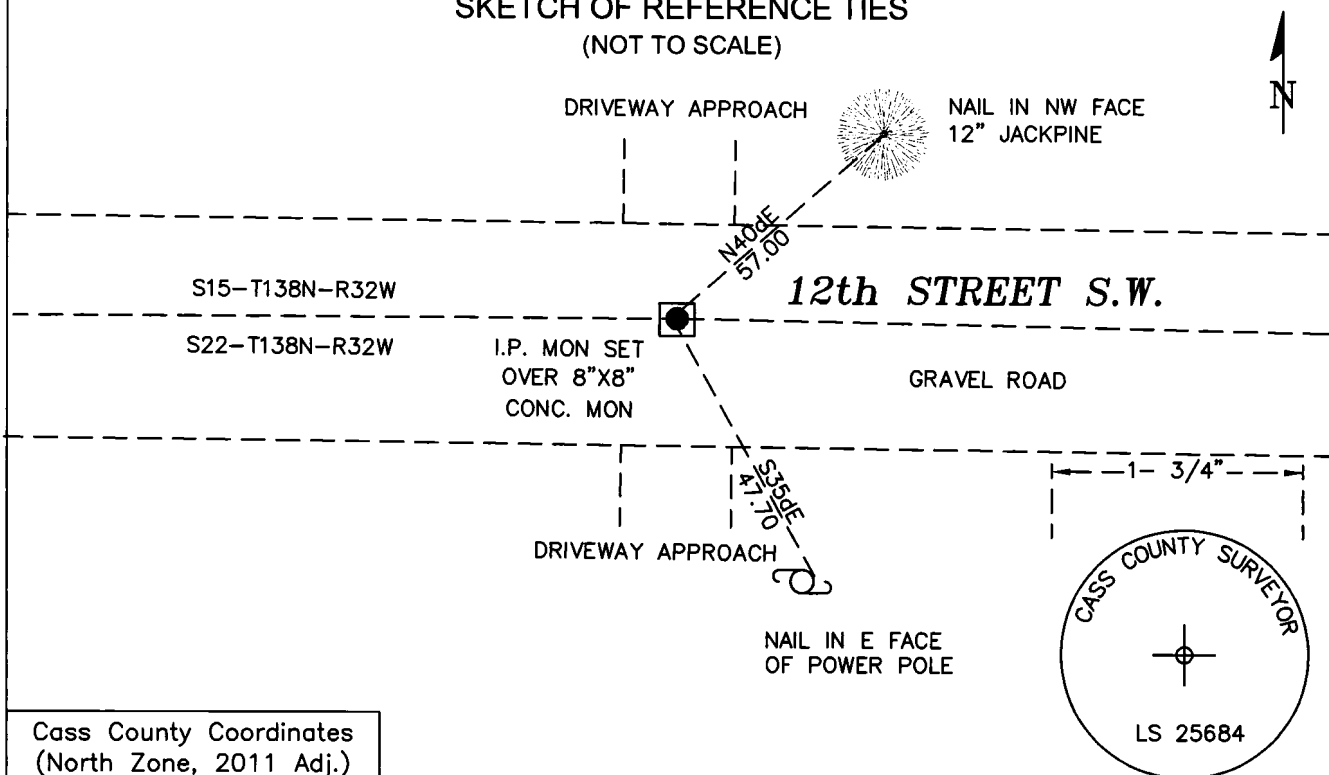 SKETCH OF REFERENCE TIES
(NOT TO SCALE)
N
DRIVEWAY APPROACH
NAIL IN NW FACE
12" JACKPINE
N40dE
57.00
S15-T138N-R32W
12th STREET S.W.
S22-T138N-R32W
I.P. MON SET
OVER 8"X8"
CONC. MON
GRAVEL ROAD
1- 3/4"
S35dE
47.70
DRIVEWAY APPROACH
NAIL IN E FACE
OF POWER POLE
CASS COUNTY SURVEYOR
LS 25684
Cass County Coordinates
(North Zone, 2011 Adj.)